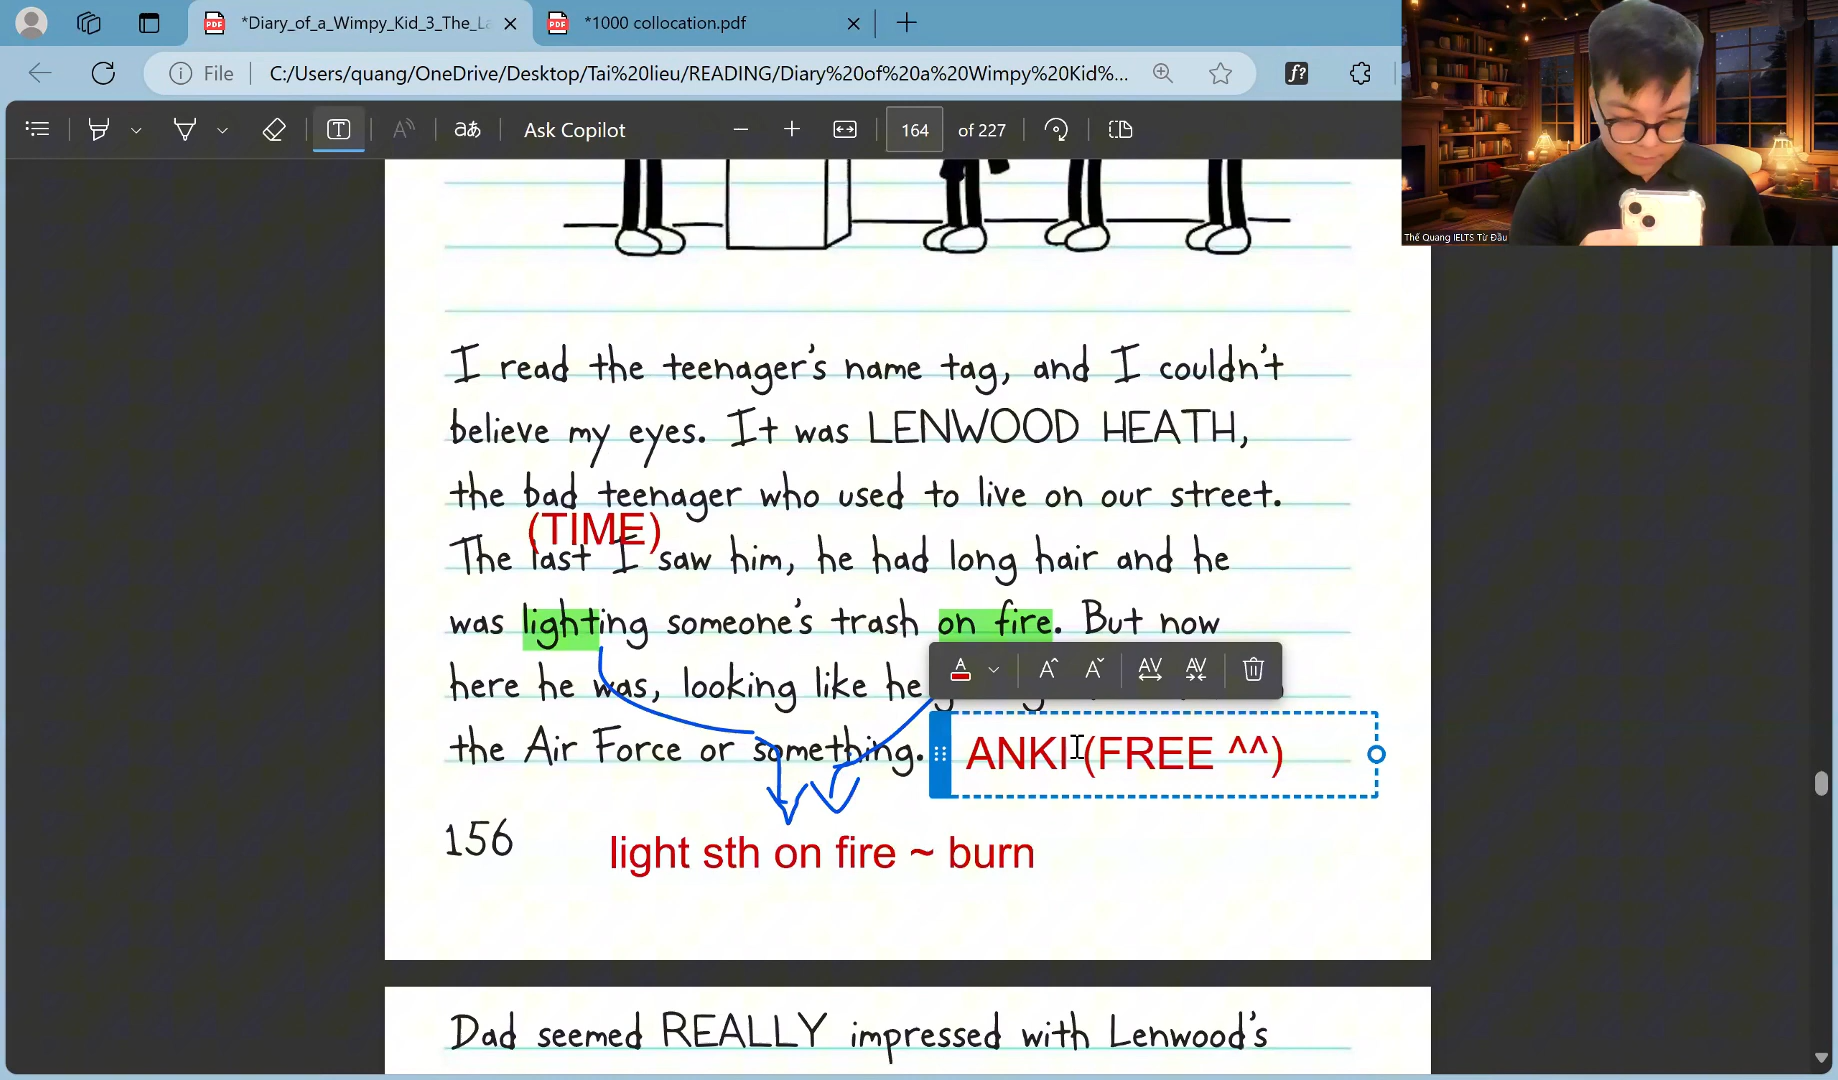 *Diary_of_a_Wimpy_Kid_3_The_La
*1000 collocation.pdf
File
C:/Users/quang/OneDrive/Desktop/Tai%20lieu/READING/Diary%20of%20a%20Wimpy%20Kid%...
Ask Copilot
164
of 227
Thế Quang IELTS Từ Đầu
I read the teenager's name tag, and I couldn't
believe my eyes. It was LENWOOD HEATH,
the bad teenager who used to live on our street.
(TIME)
The last I saw him, he had long hair and he
was lighting someone's trash on fire. But now
here he was, looking like he
the Air Force or something.
ANKI (FREE ^^)
156
light sth on fire ~ burn
Dad seemed REALLY impressed with Lenwood's